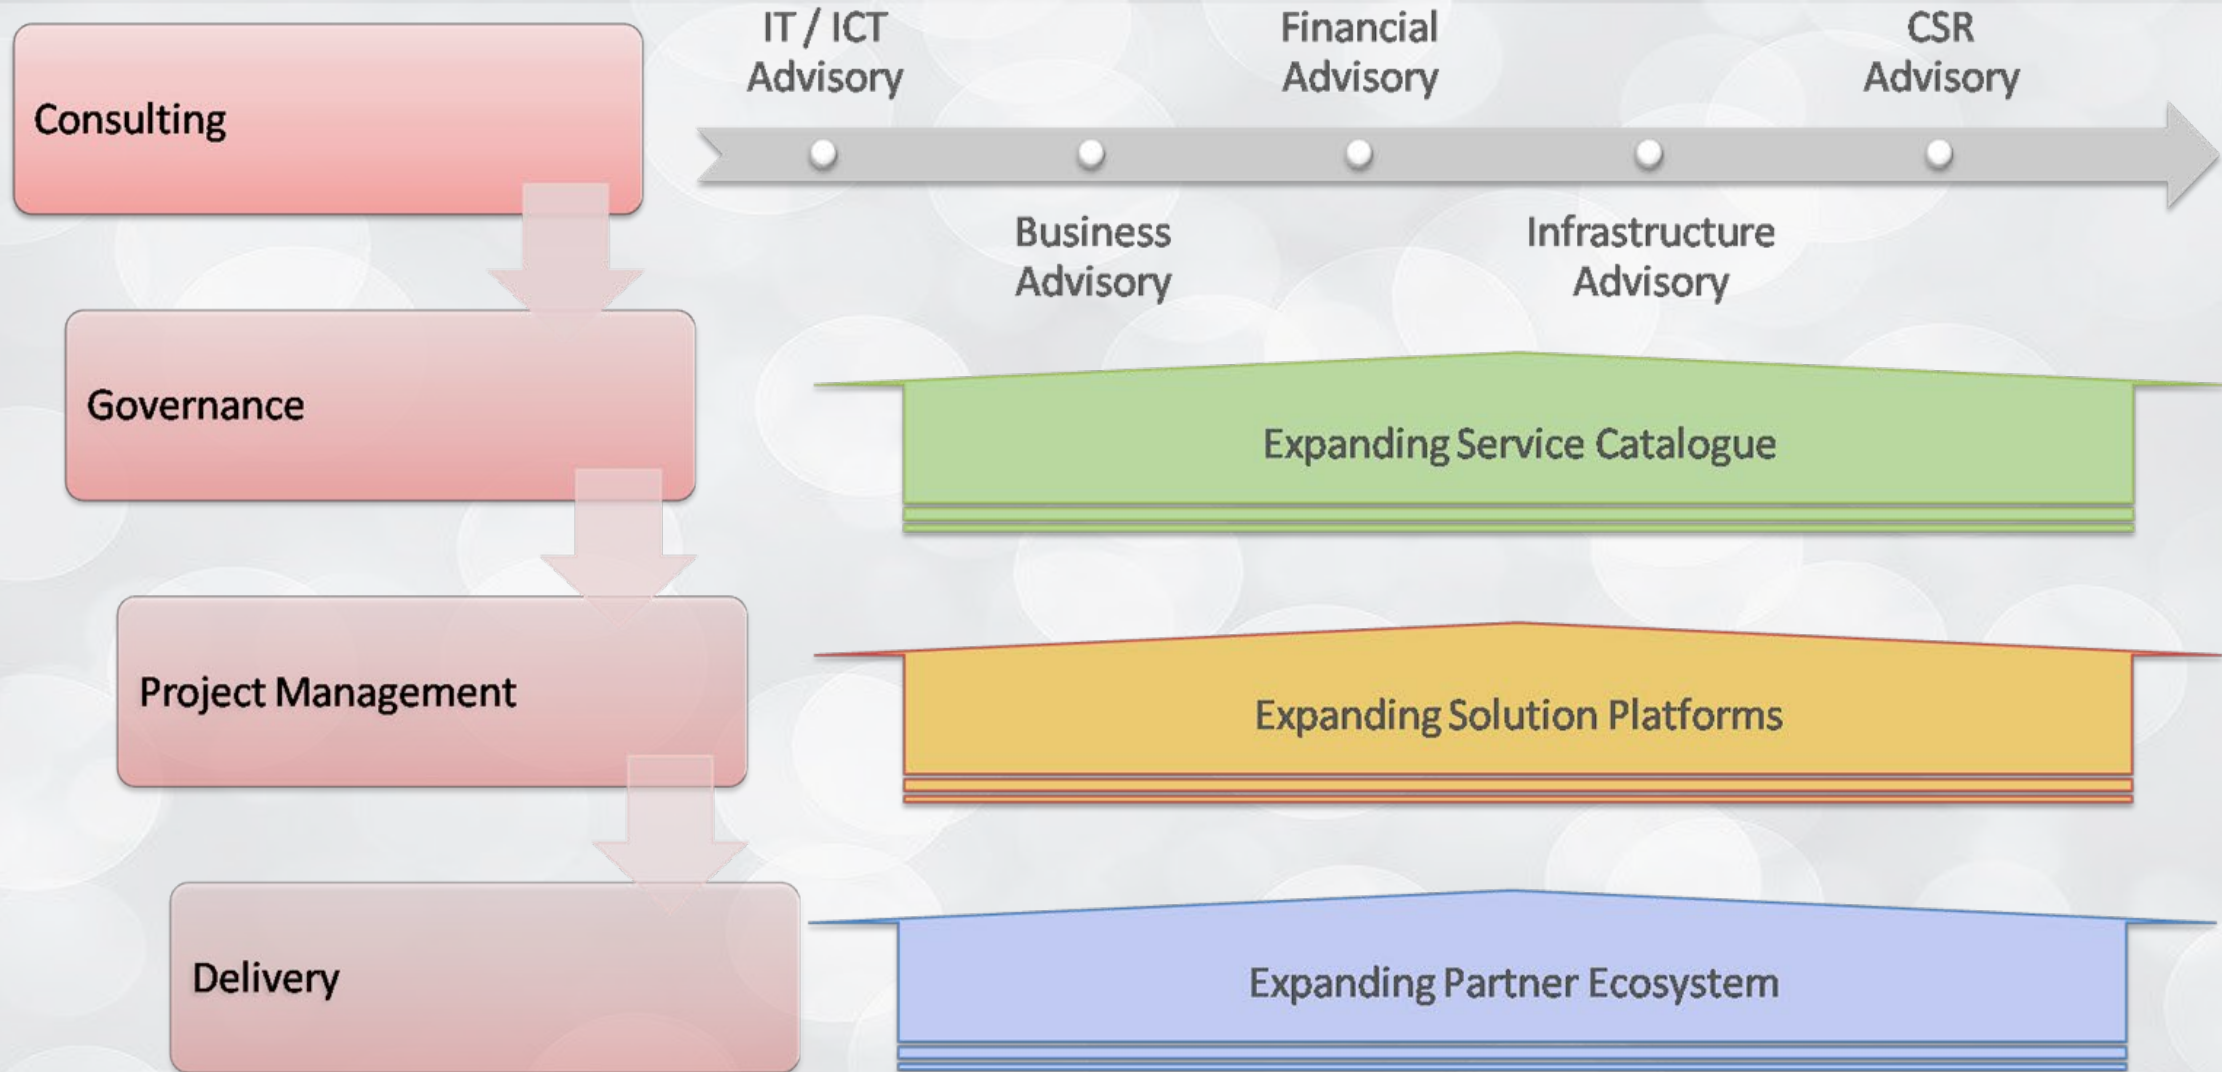 Consulting
IT / ICT
Advisory
Financial
Advisory
CSR
Advisory
Business
Advisory
Infrastructure
Advisory
Governance
Expanding Service Catalogue
Project Management
Expanding Solution Platforms
Delivery
Expanding Partner Ecosystem